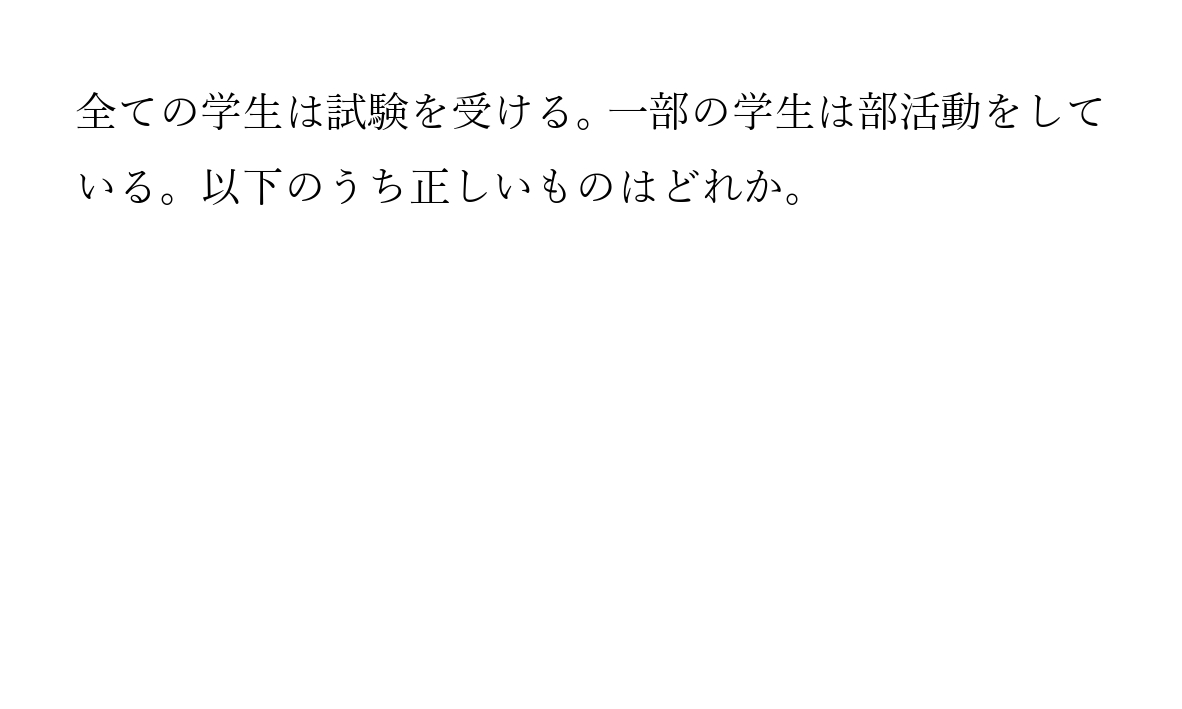 全ての学生は試験を受ける。一部の学生は部活動をして
いる。以下のうち正しいものはどれか。